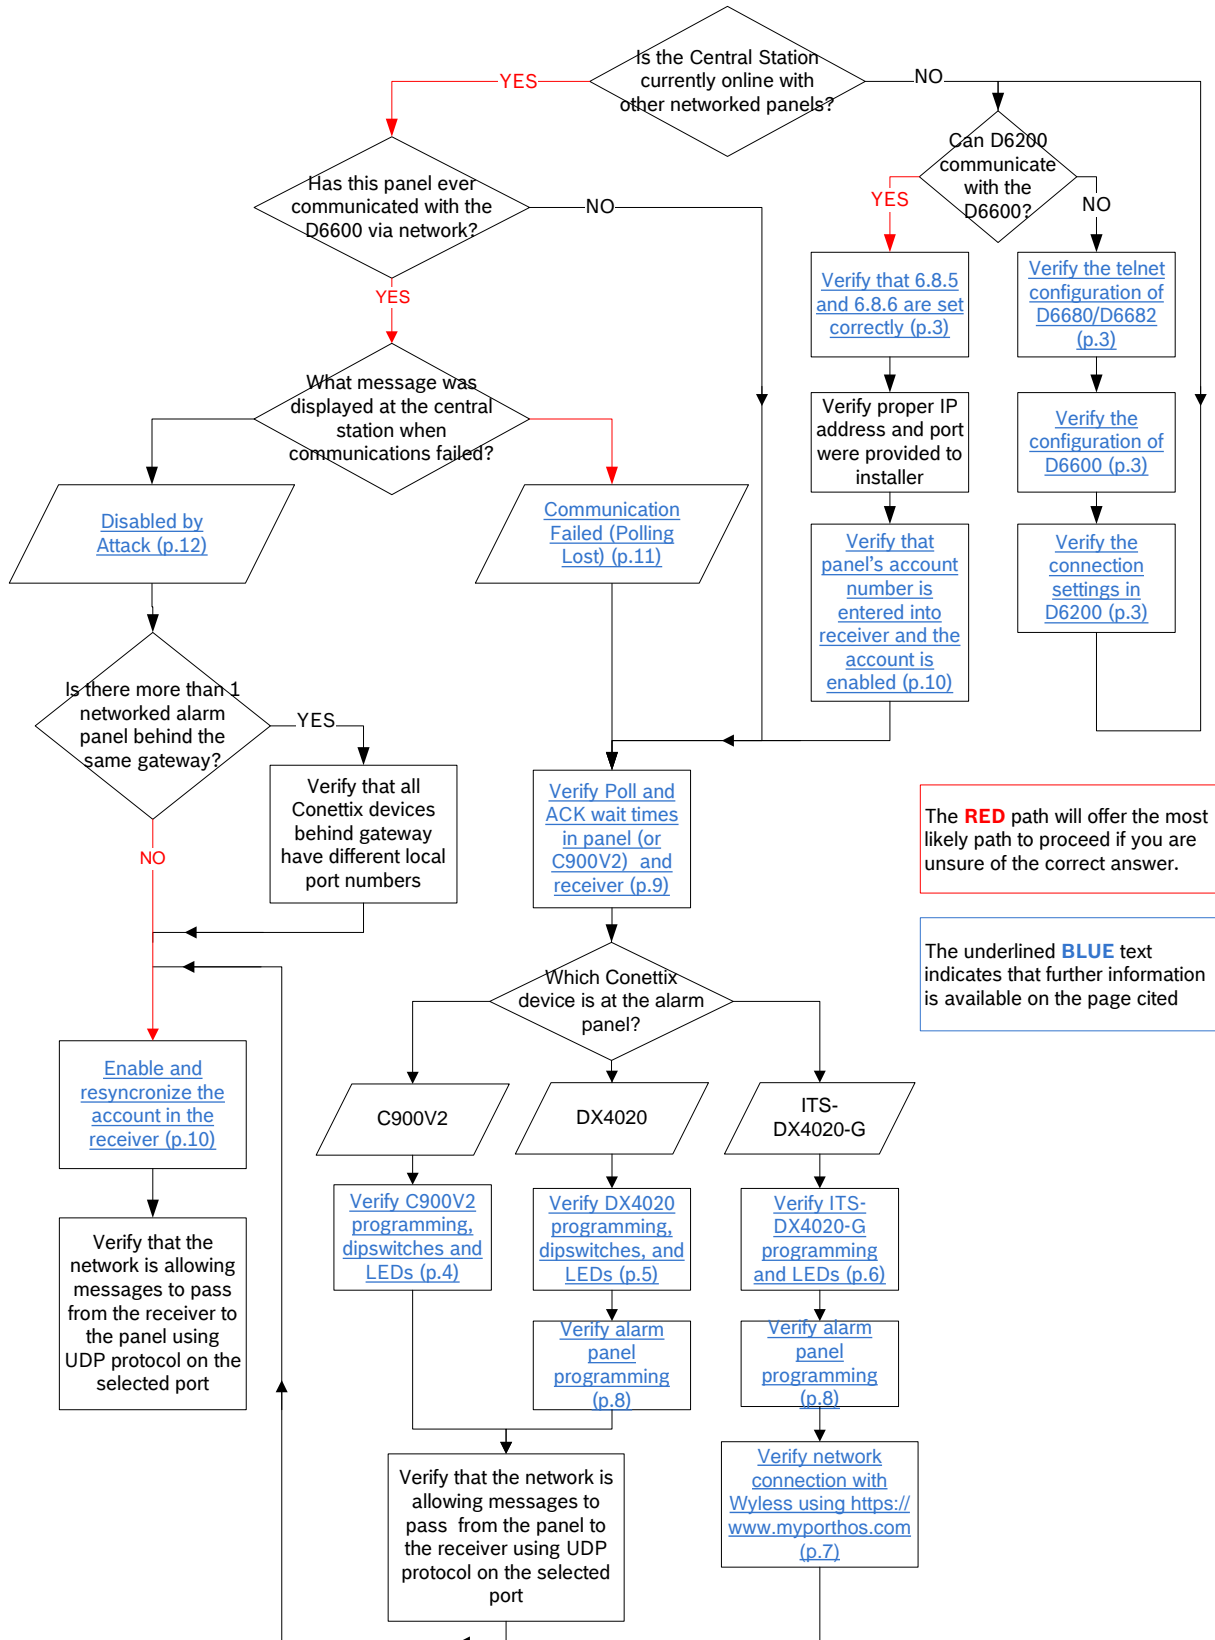 Is the Central Station
currently online with
other networked panels?
YES
NO
Can D6200
communicate
with the
D6600?
YES
NO
Has this panel ever
communicated with the
D6600 via network?
NO
YES
Verify that 6.8.5
and 6.8.6 are set
correctly (p.3)
Verify the telnet
configuration of
D6680/D6682
(p.3)
What message was
displayed at the central
station when
communications failed?
Verify proper IP
address and port
were provided to
installer
Verify the
configuration of
D6600 (p.3)
Disabled by
Attack (p.12)
Communication
Failed (Polling
Lost) (p.11)
Verify that
panel's account
number is
entered into
receiver and the
account is
enabled (p.10)
Verify the
connection
settings in
D6200 (p.3)
Is there more than 1
networked alarm
panel behind the
same gateway?
YES
NO
Verify that all
Conettix devices
behind gateway
have different local
port numbers
Verify Poll and
ACK wait times
in panel (or
C900V2) and
receiver (p.9)
The RED path will offer the most
likely path to proceed if you are
unsure of the correct answer.
The underlined BLUE text
indicates that further information
is available on the page cited
Which Conettix
device is at the alarm
panel?
Enable and
resyncronize the
account in the
receiver (p.10)
C900V2
DX4020
ITS-
DX4020-G
Verify that the
network is
allowing
messages to pass
from the receiver to
the panel using
UDP protocol on the
selected port
Verify C900V2
programming,
dipswitches and
LEDs (p.4)
Verify DX4020
programming,
dipswitches, and
LEDs (p.5)
Verify ITS-
DX4020-G
programming
and LEDs (p.6)
Verify alarm
panel
programming
(p.8)
Verify alarm
panel
programming
(p.8)
Verify that the network is
allowing messages to
pass from the panel to
the receiver using UDP
protocol on the selected
port
Verify network
connection with
Wyless using https://
www.myporthos.com
(p.7)